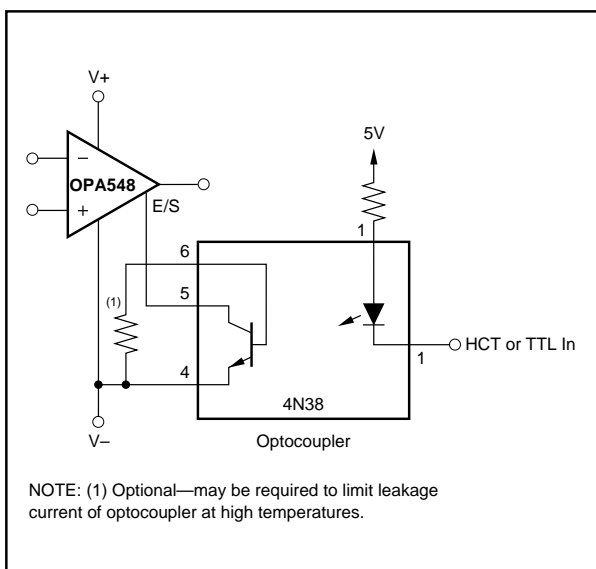 V+
5V
–
OPA548
+
E/S
1
6
(1)
5
HCT or TTL In
1
4
4N38
V–
Optocoupler
NOTE: (1) Optional—may be required to limit leakage
current of optocoupler at high temperatures.